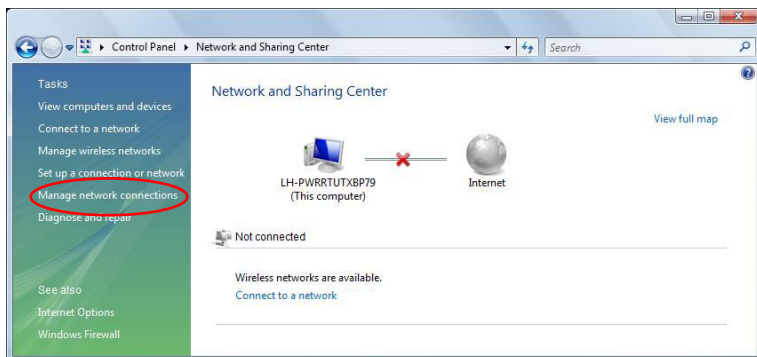 Control Panel ▸ Network and Sharing Center
Search
Tasks
View computers and devices
Connect to a network
Manage wireless networks
Set up a connection or network
Manage network connections
Diagnose and repair
See also
Internet Options
Windows Firewall
Network and Sharing Center
View full map
LH-PWRRTUTXBP79
(This computer)
Internet
Not connected
Wireless networks are available.
Connect to a network